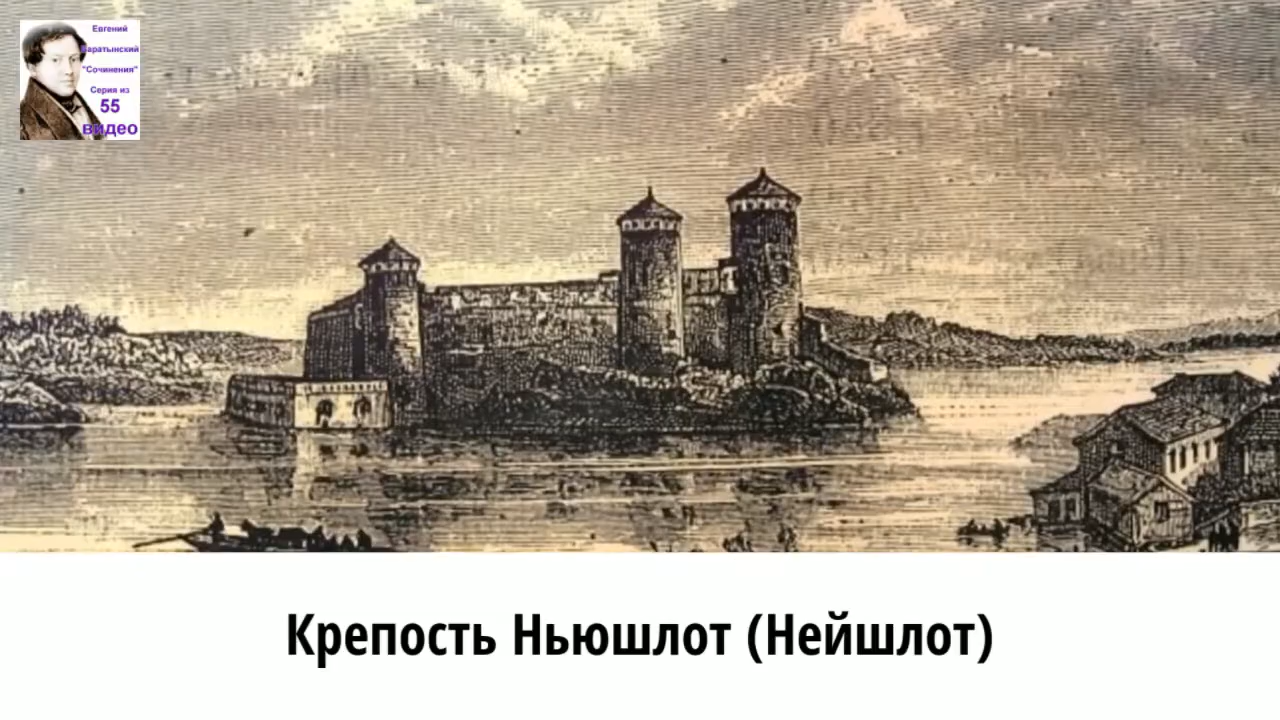 Евгений
Баратынский
"Сочинения"
Серия из
55
видео
Крепость Ньюшлот (Нейшлот)